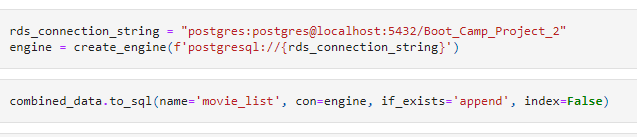 rds_connection_string = "postgres:postgres@localhost:5432/Boot_Camp_Project_2"
engine = create_engine(f'postgresql://{rds_connection_string}')
combined_data.to_sql(name='movie_list', con=engine, if_exists='append', index=False)